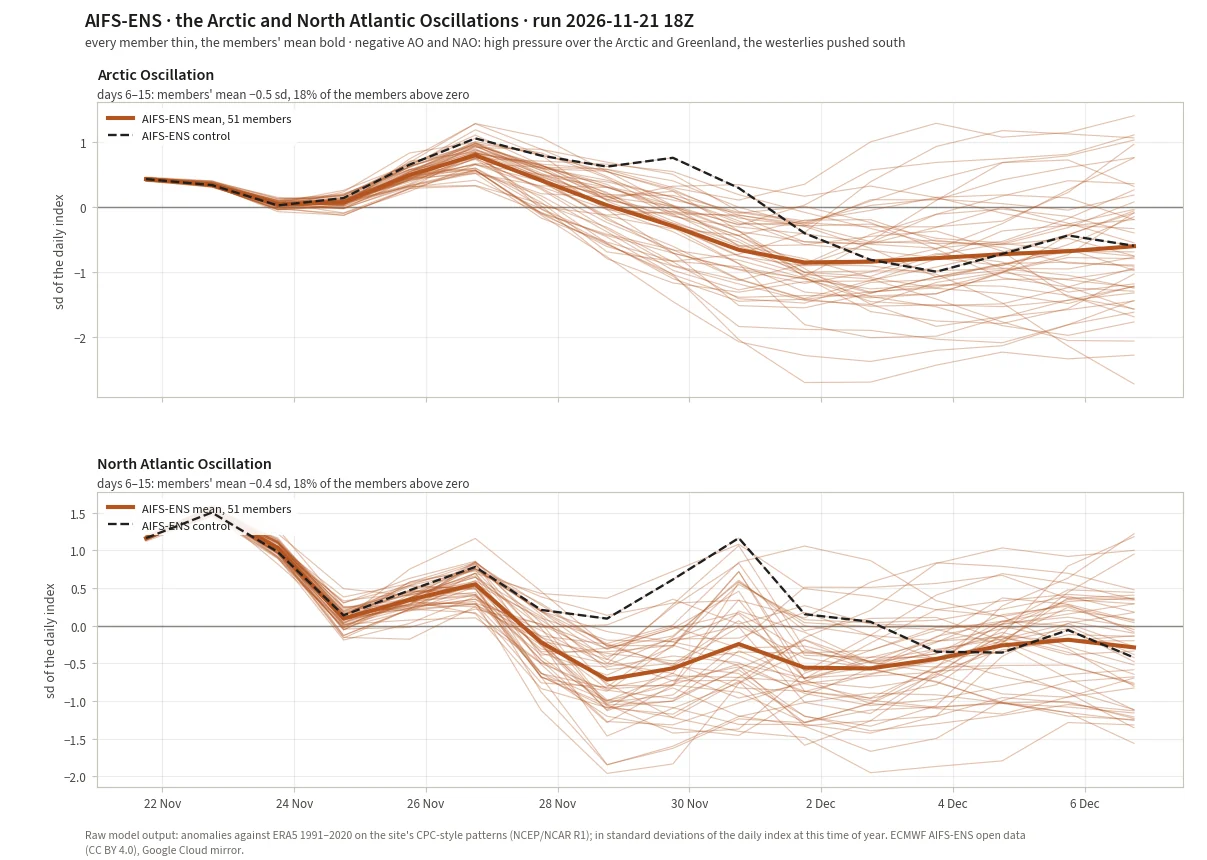 AIFS-ENS · the Arctic and North Atlantic Oscillations · run 2026-11-21 18Z
every member thin, the members' mean bold · negative AO and NAO: high pressure over the Arctic and Greenland, the westerlies pushed south
Arctic Oscillation
days 6–15: members' mean −0.5 sd, 18% of the members above zero
AIFS-ENS mean, 51 members
AIFS-ENS control
1
0
−1
−2
sd of the daily index
North Atlantic Oscillation
days 6–15: members' mean −0.4 sd, 18% of the members above zero
AIFS-ENS mean, 51 members
AIFS-ENS control
1.5
1.0
0.5
0.0
−0.5
−1.0
−1.5
−2.0
sd of the daily index
22 Nov 24 Nov 26 Nov 28 Nov 30 Nov 2 Dec 4 Dec 6 Dec
Raw model output: anomalies against ERA5 1991–2020 on the site's CPC-style patterns (NCEP/NCAR R1); in standard deviations of the daily index at this time of year. ECMWF AIFS-ENS open data
(CC BY 4.0), Google Cloud mirror.